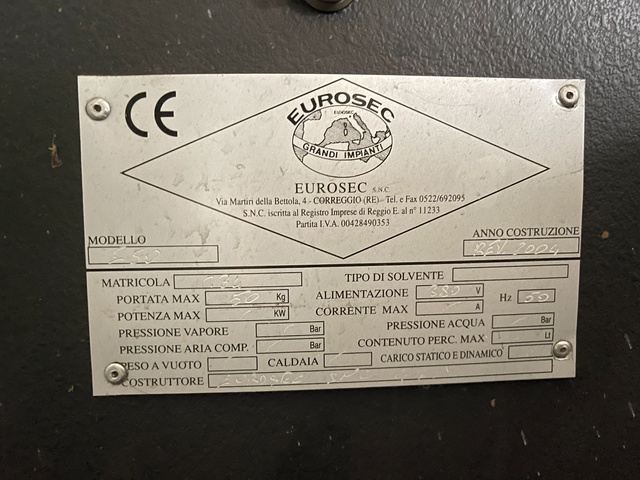 CE
EUROSEC
EUROSEC
GRANDI IMPIANTI
EUROSEC S.N.C.
Via Martiri della Bettola, 4 - CORREGGIO (RE) - Tel. e Fax 0522/692095
S.N.C. iscritta al Registro Imprese di Reggio E. al n° 11233
Partita I.V.A. 00428490353
MODELLO
ANNO COSTRUZIONE
REV 2004
MATRICOLA
TIPO DI SOLVENTE
PORTATA MAX 50 Kg
ALIMENTAZIONE 380 V
Hz
POTENZA MAX KW
CORRENTE MAX A
PRESSIONE VAPORE Bar
PRESSIONE ACQUA Bar
PRESSIONE ARIA COMP. Bar
CONTENUTO PERC. MAX Lt
PESO A VUOTO CALDAIA CARICO STATICO E DINAMICO
COSTRUTTORE